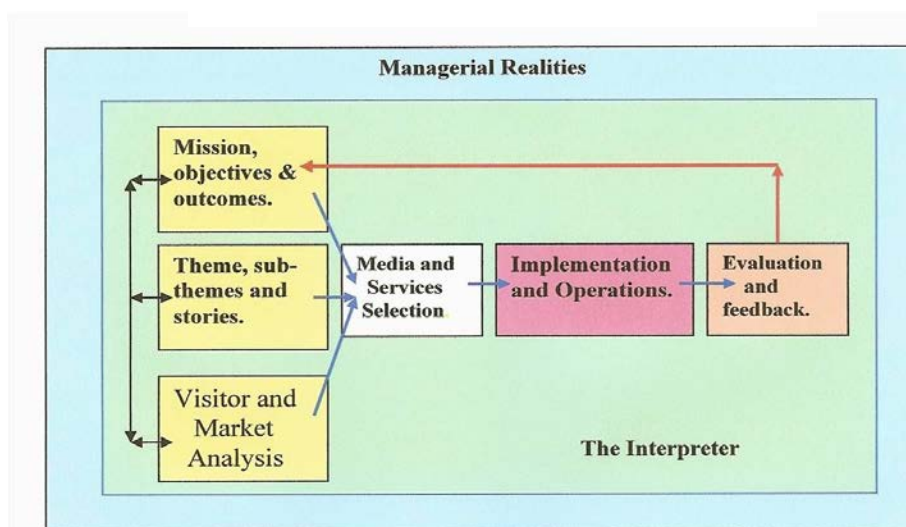 Managerial Realities
Mission,
objectives &
outcomes.
Theme, sub-
themes and
stories.
Visitor and
Market
Analysis
Media and
Services
Selection.
Implementation
and Operations.
Evaluation
and
feedback.
The Interpreter